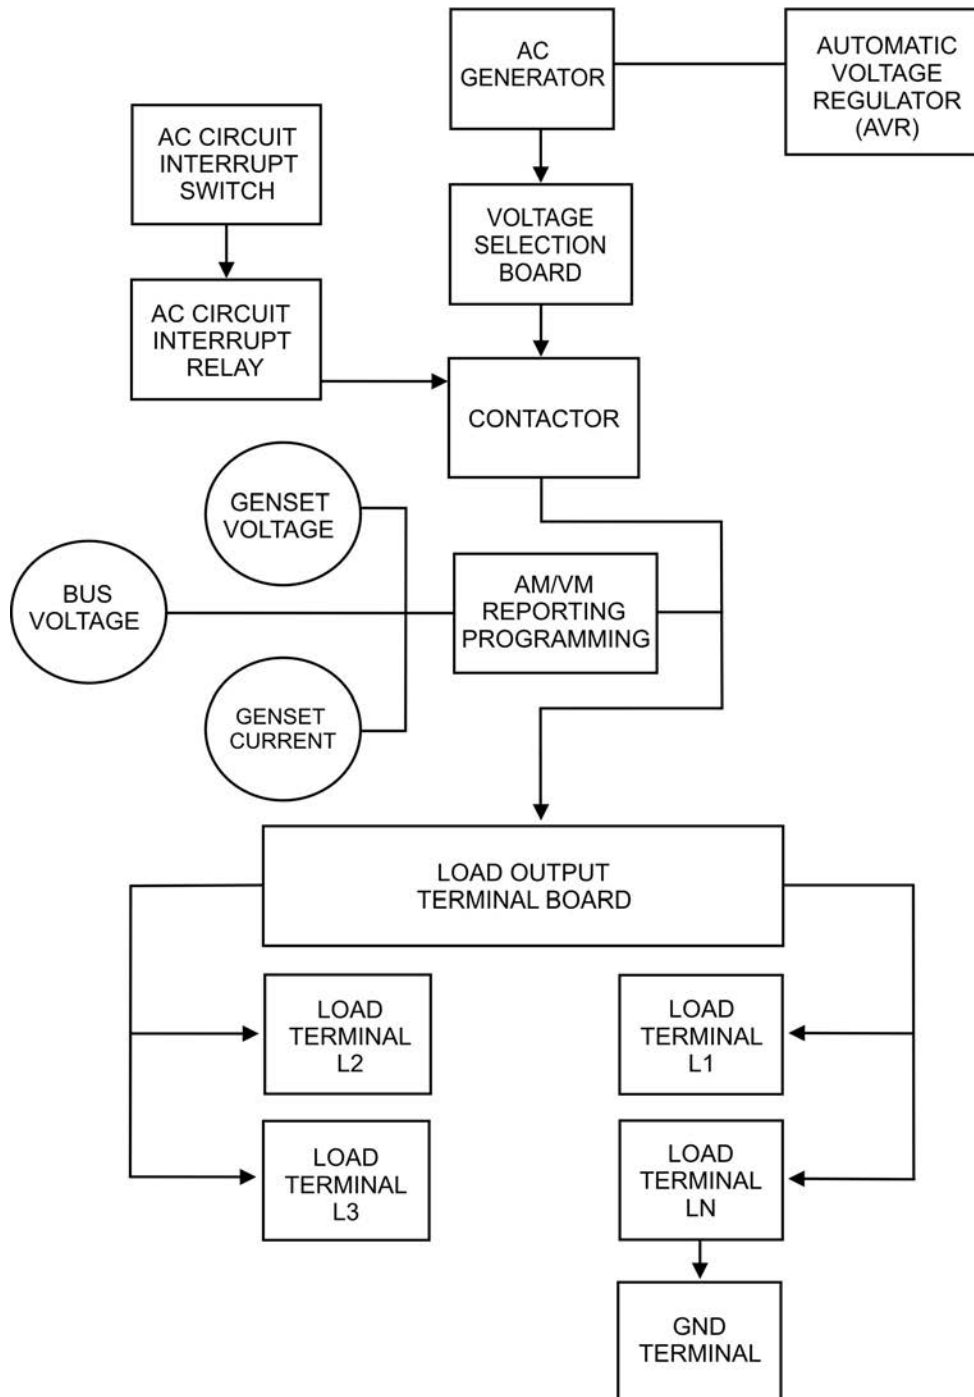 AC
GENERATOR
AUTOMATIC
VOLTAGE
REGULATOR
(AVR)
AC CIRCUIT
INTERRUPT
SWITCH
VOLTAGE
SELECTION
BOARD
AC CIRCUIT
INTERRUPT
RELAY
CONTACTOR
GENSET
VOLTAGE
BUS
VOLTAGE
AM/VM
REPORTING
PROGRAMMING
GENSET
CURRENT
LOAD OUTPUT
TERMINAL BOARD
LOAD
TERMINAL
L2
LOAD
TERMINAL
L1
LOAD
TERMINAL
L3
LOAD
TERMINAL
LN
GND
TERMINAL